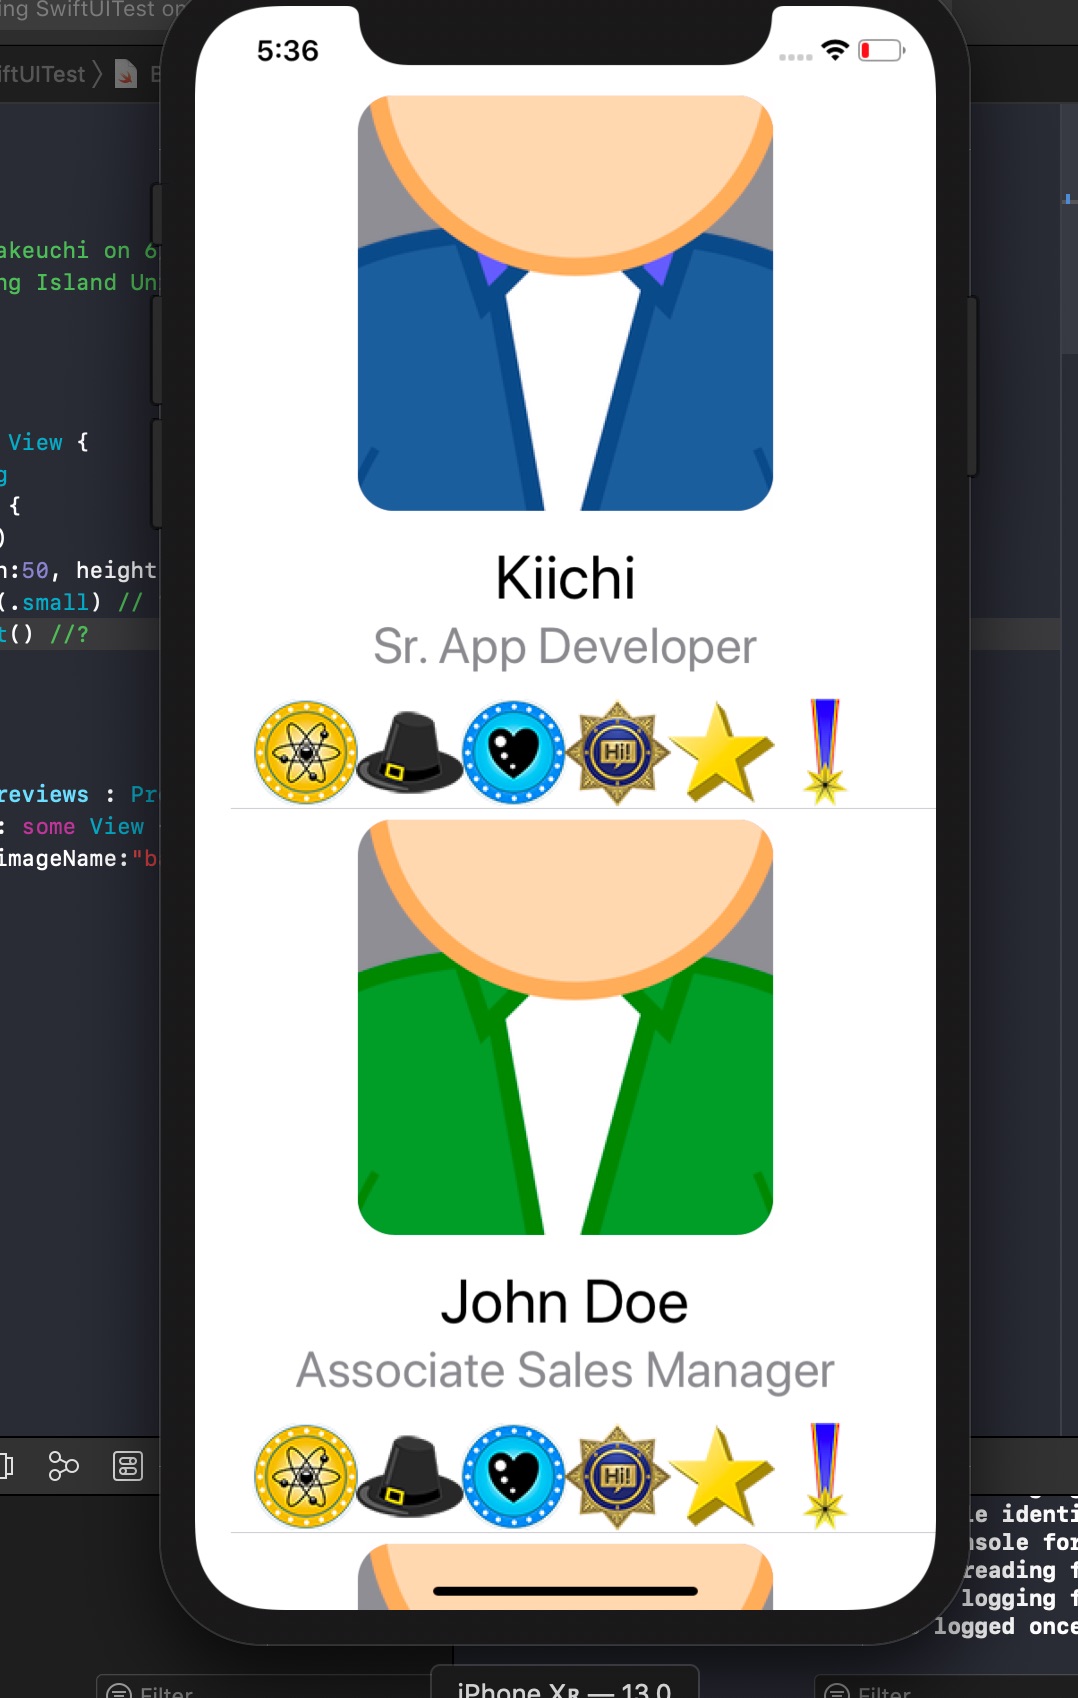 ing SwiftUITest on
iftUITest
5:36
akeuchi on 6
ng Island Un
View {
g
{
)
n:50, height
(.small) //
t() //?
Kiichi
Sr. App Developer
Hi!
reviews : Pr
: some View
imageName:"b
John Doe
Associate Sales Manager
Hi!
le identi
nsole for
reading f
logging f
logged once
Filter
iPhone XR — 13.0
Filter